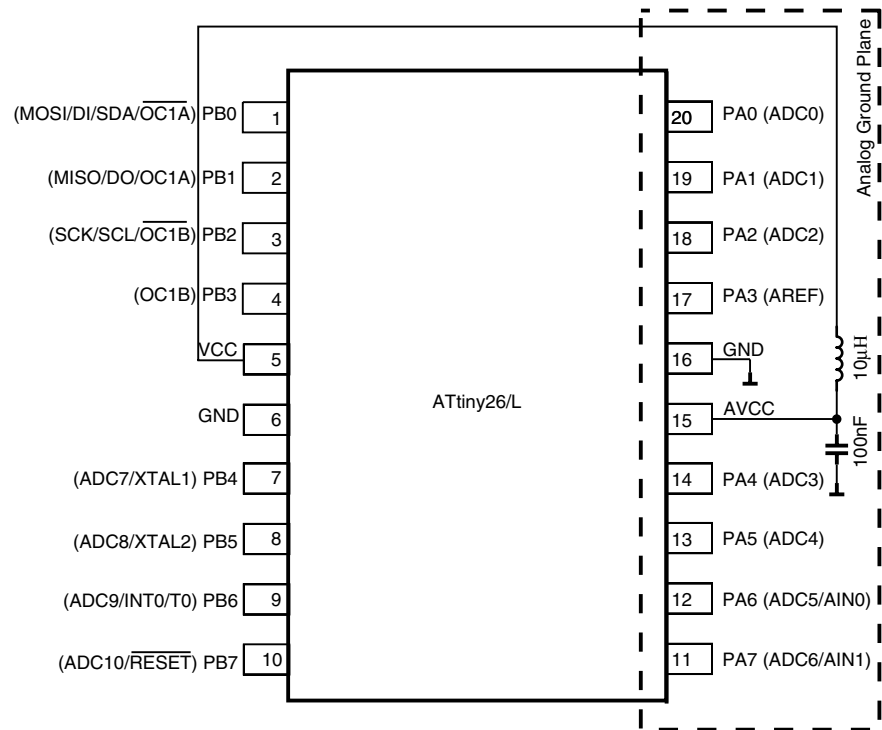 Analog Ground Plane
(MOSI/DI/SDA/OC1A) PB0 1
(MISO/DO/OC1A) PB1 2
(SCK/SCL/OC1B) PB2 3
(OC1B) PB3 4
VCC 5
GND 6
(ADC7/XTAL1) PB4 7
(ADC8/XTAL2) PB5 8
(ADC9/INT0/T0) PB6 9
(ADC10/RESET) PB7 10
ATtiny26/L
20 PA0 (ADC0)
19 PA1 (ADC1)
18 PA2 (ADC2)
17 PA3 (AREF)
16 GND
15 AVCC
14 PA4 (ADC3)
13 PA5 (ADC4)
12 PA6 (ADC5/AIN0)
11 PA7 (ADC6/AIN1)
10μH
100nF